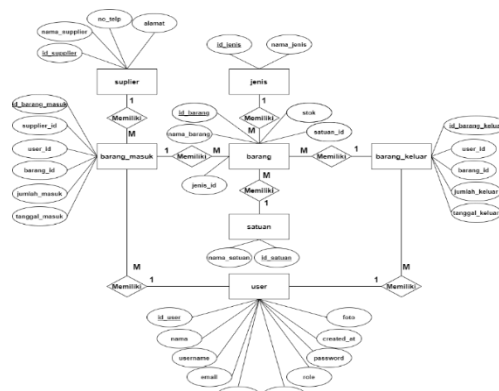 no_telp
nama_supplier
alamat
id_supplier
id_jenis
nama_jenis
suplier
jenis
1
1
Memiliki
Memiliki
id_barang_masuk
id_barang
stok
id_barang_keluar
supplier_id
nama_barang
satuan_id
M
M
user_id
user_id
barang_masuk
1
Memiliki
M
barang
M
Memiliki
1
barang_keluar
barang_id
barang_id
jenis_id
M
jumlah_masuk
Memiliki
jumlah_keluar
tanggal_masuk
1
tanggal_keluar
satuan
nama_satuan
id_satuan
M
M
Memiliki
1
user
1
Memiliki
id_user
foto
nama
created_at
username
password
email
role